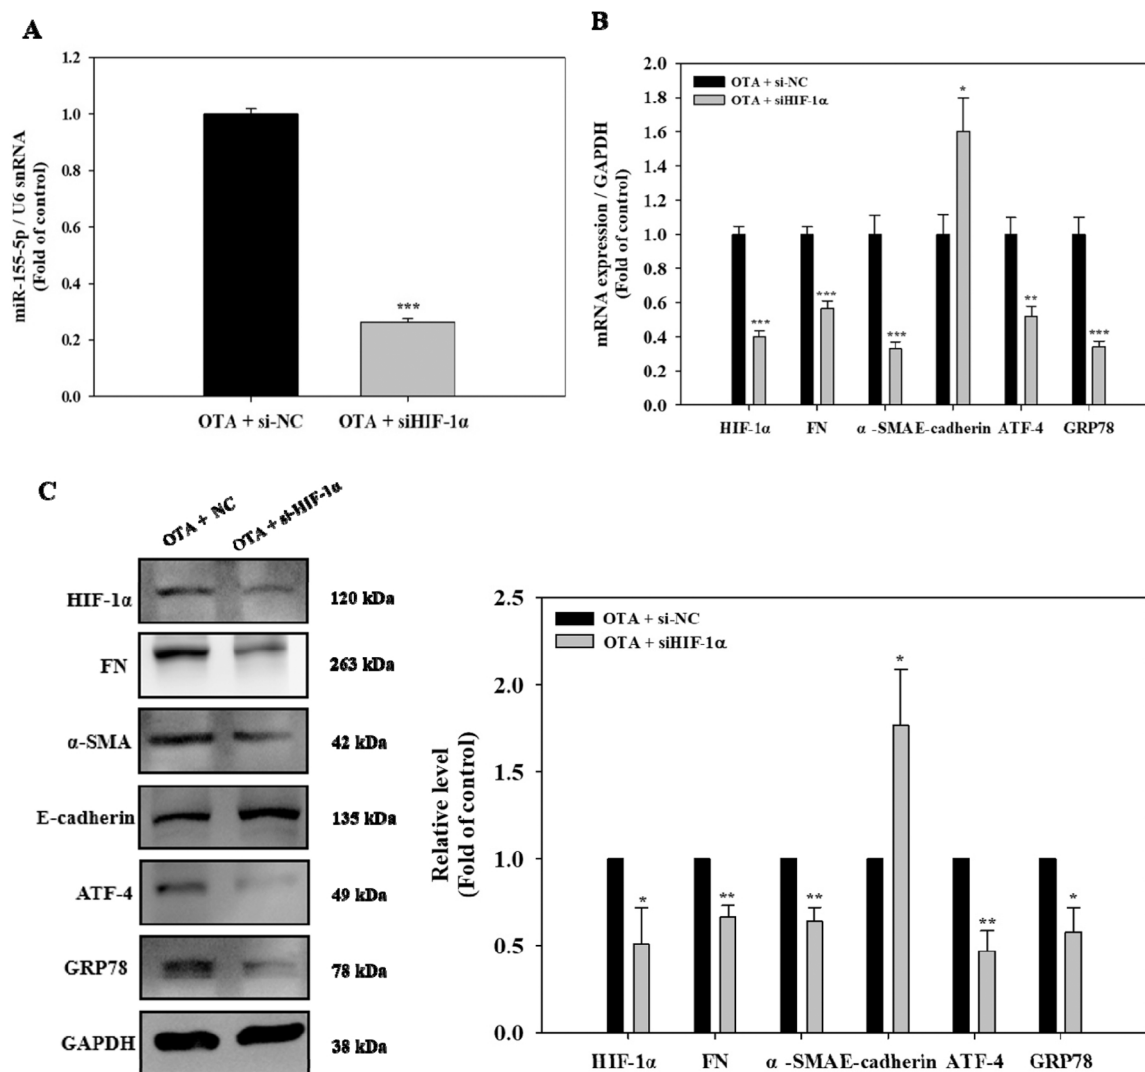 A
miR-155-5p / U6 snRNA
(Fold of control)
1.2
1.0
0.8
0.6
0.4
0.2
0.0
***
OTA + si-NC
OTA + siHIF-1α
B
mRNA expression / GAPDH
(Fold of control)
2.0
1.8
1.6
1.4
1.2
1.0
0.8
0.6
0.4
0.2
0.0
OTA + si-NC
OTA + siHIF-1α
***
***
***
*
**
***
HIF-1α
FN
α -SMA
E-cadherin
ATF-4
GRP78
C
OTA + NC
OTA + si-HIF-1α
HIF-1α 120 kDa
FN 263 kDa
α-SMA 42 kDa
E-cadherin 135 kDa
ATF-4 49 kDa
GRP78 78 kDa
GAPDH 38 kDa
Relative level
(Fold of control)
2.5
2.0
1.5
1.0
0.5
0.0
OTA + si-NC
OTA + siHIF-1α
*
**
**
*
**
*
HIF-1α
FN
α -SMA
E-cadherin
ATF-4
GRP78